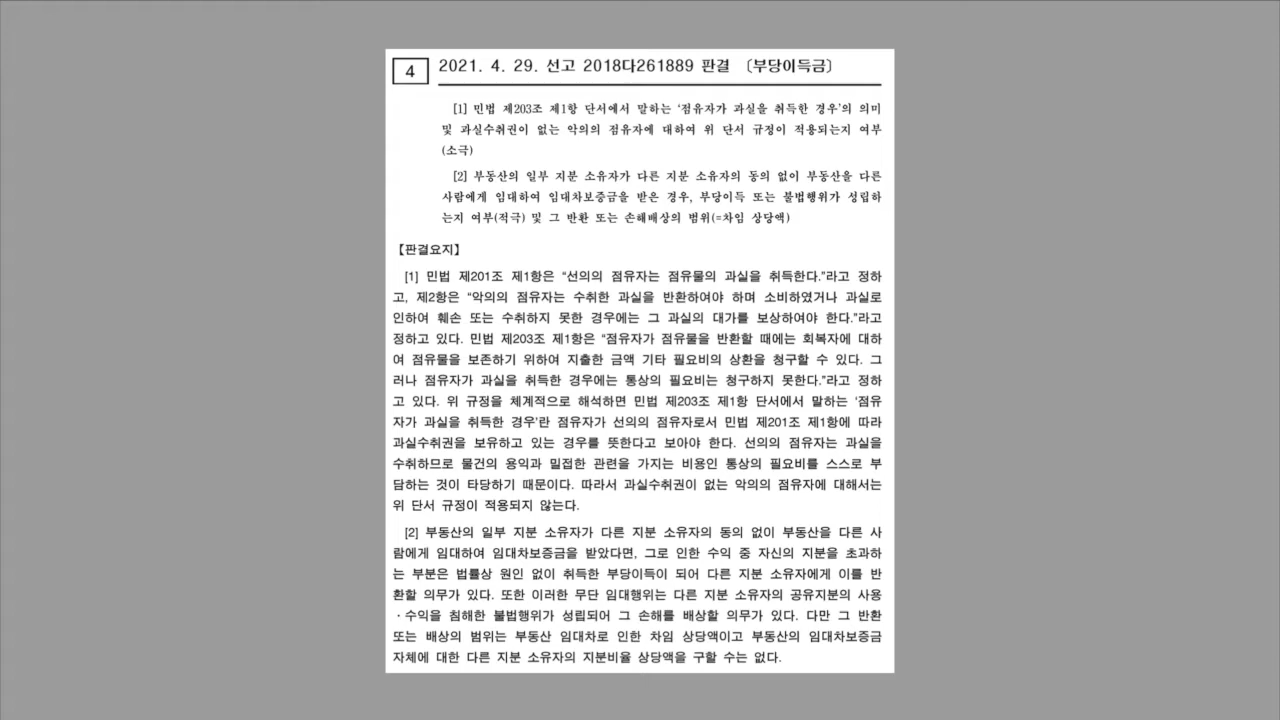 4
2021. 4. 29. 선고 2018다261889 판결 〔부당이득금〕
[1] 민법 제203조 제1항 단서에서 말하는 ‘점유자가 과실을 취득한 경우’의 의미
및 과실수취권이 없는 악의의 점유자에 대하여 위 단서 규정이 적용되는지 여부
(소극)
[2] 부동산의 일부 지분 소유자가 다른 지분 소유자의 동의 없이 부동산을 다른
사람에게 임대하여 임대차보증금을 받은 경우, 부당이득 또는 불법행위가 성립하
는지 여부(적극) 및 그 반환 또는 손해배상의 범위(=차임 상당액)
【판결요지】
[1] 민법 제201조 제1항은 “선의의 점유자는 점유물의 과실을 취득한다.”라고 정하
고, 제2항은 “악의의 점유자는 수취한 과실을 반환하여야 하며 소비하였거나 과실로
인하여 훼손 또는 수취하지 못한 경우에는 그 과실의 대가를 보상하여야 한다.”라고
정하고 있다. 민법 제203조 제1항은 “점유자가 점유물을 반환할 때에는 회복자에 대하
여 점유물을 보존하기 위하여 지출한 금액 기타 필요비의 상환을 청구할 수 있다. 그
러나 점유자가 과실을 취득한 경우에는 통상의 필요비는 청구하지 못한다.”라고 정하
고 있다. 위 규정을 체계적으로 해석하면 민법 제203조 제1항 단서에서 말하는 ‘점유
자가 과실을 취득한 경우’란 점유자가 선의의 점유자로서 민법 제201조 제1항에 따라
과실수취권을 보유하고 있는 경우를 뜻한다고 보아야 한다. 선의의 점유자는 과실을
수취하므로 물건의 용익과 밀접한 관련을 가지는 비용인 통상의 필요비를 스스로 부
담하는 것이 타당하기 때문이다. 따라서 과실수취권이 없는 악의의 점유자에 대해서는
위 단서 규정이 적용되지 않는다.
[2] 부동산의 일부 지분 소유자가 다른 지분 소유자의 동의 없이 부동산을 다른 사
람에게 임대하여 임대차보증금을 받았다면, 그로 인한 수익 중 자신의 지분을 초과하
는 부분은 법률상 원인 없이 취득한 부당이득이 되어 다른 지분 소유자에게 이를 반
환할 의무가 있다. 또한 이러한 무단 임대행위는 다른 지분 소유자의 공유지분의 사용
·수익을 침해한 불법행위가 성립되어 그 손해를 배상할 의무가 있다. 다만 그 반환
또는 배상의 범위는 부동산 임대차로 인한 차임 상당액이고 부동산의 임대차보증금
자체에 대한 다른 지분 소유자의 지분비율 상당액을 구할 수는 없다.